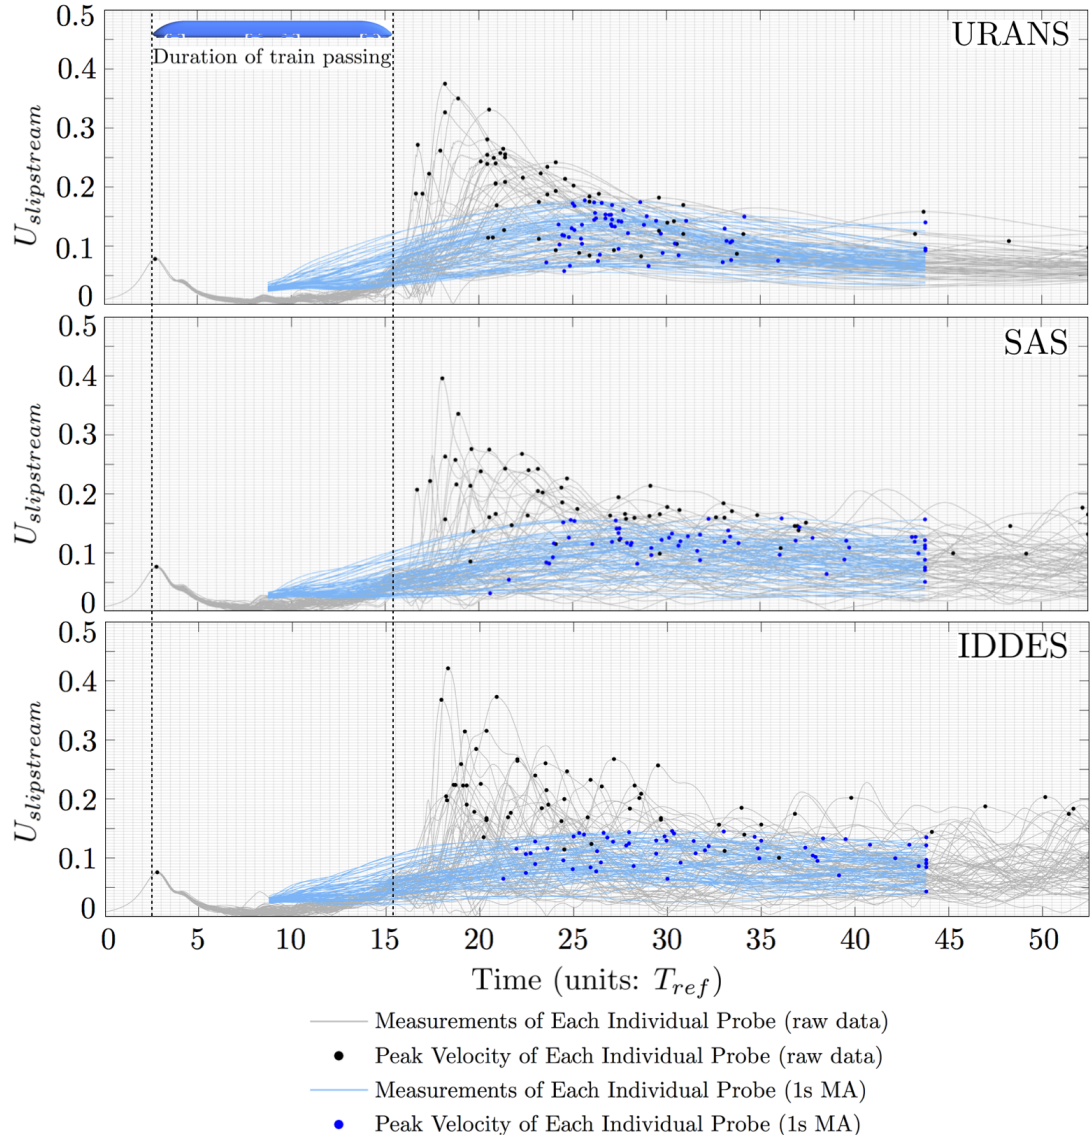 0.5
URANS
Duration of train passing
0.4
0.3
0.2
0.1
0
U_slipstream
0.5
SAS
0.4
0.3
0.2
0.1
0
U_slipstream
0.5
IDDES
0.4
0.3
0.2
0.1
0
U_slipstream
0 5 10 15 20 25 30 35 40 45 50
Time (units: T_ref)
Measurements of Each Individual Probe (raw data)
Peak Velocity of Each Individual Probe (raw data)
Measurements of Each Individual Probe (1s MA)
Peak Velocity of Each Individual Probe (1s MA)